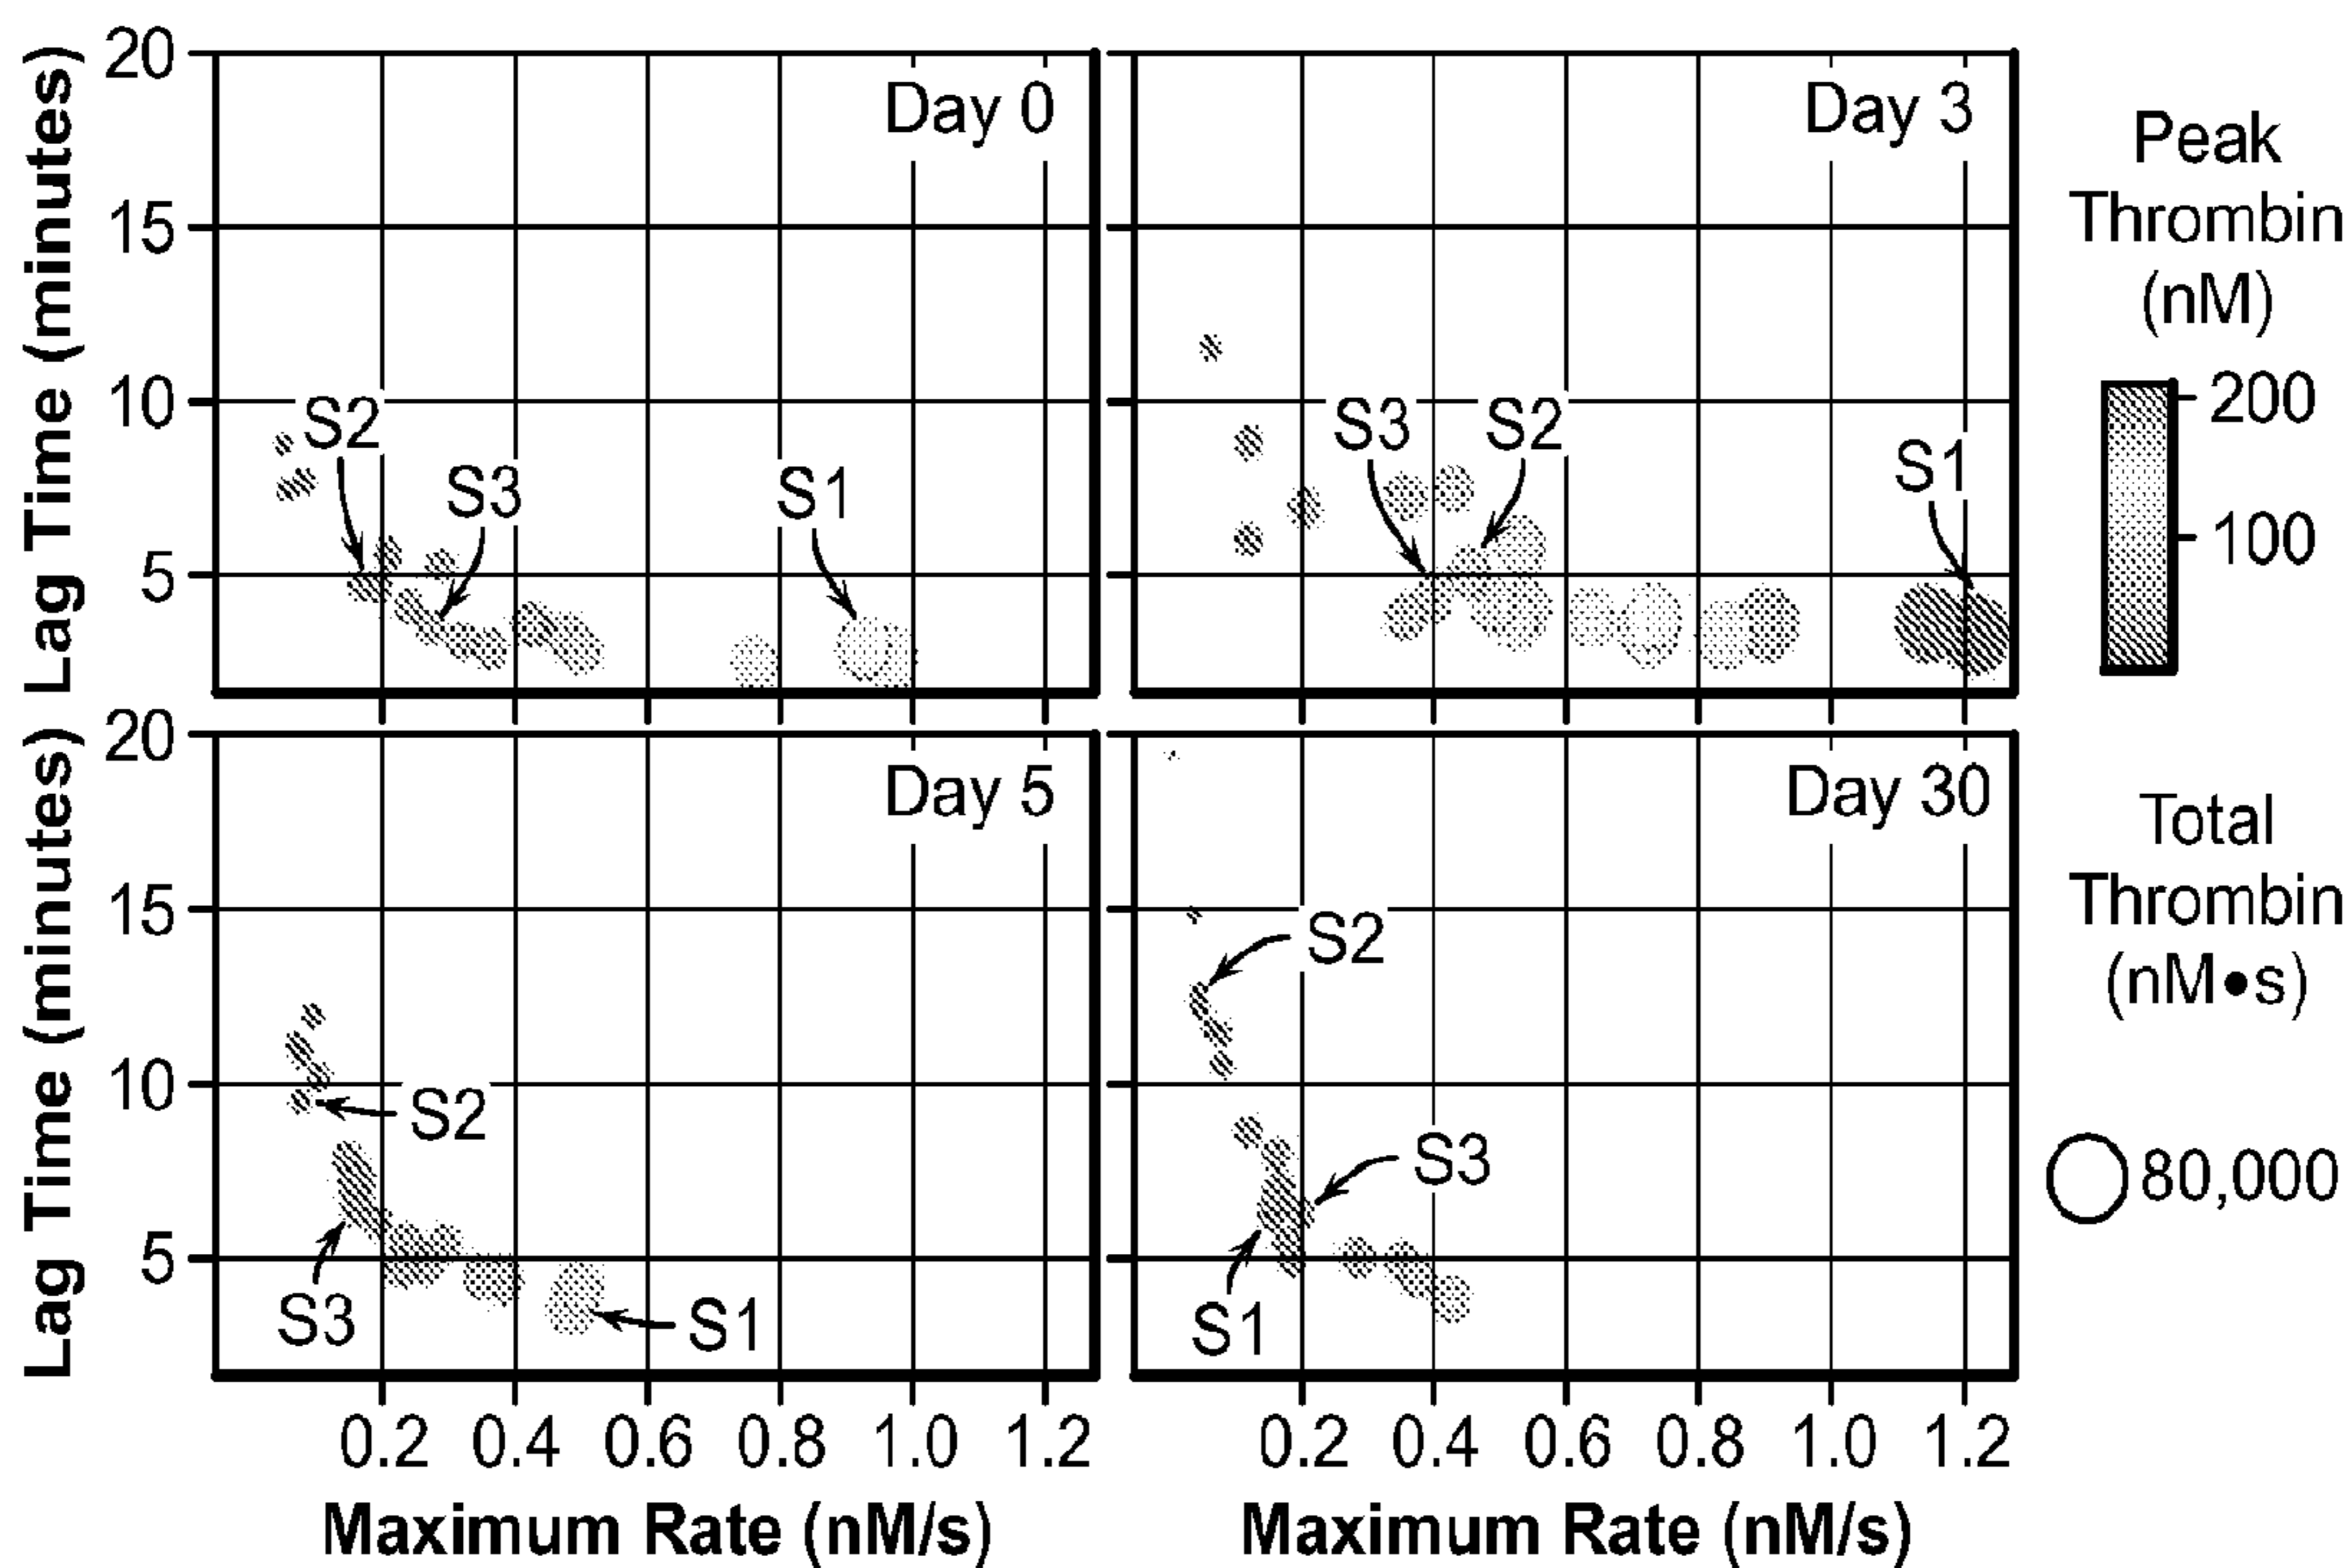 Lag Time (minutes)
20
15
10
5
Day 0
S2
S3
S1
Day 3
S3
S2
S1
Peak
Thrombin
(nM)
200
100
Lag Time (minutes)
20
15
10
5
Day 5
S2
S3
S1
Day 30
S2
S3
S1
Total
Thrombin
(nM•s)
80,000
0.2 0.4 0.6 0.8 1.0 1.2
0.2 0.4 0.6 0.8 1.0 1.2
Maximum Rate (nM/s)
Maximum Rate (nM/s)